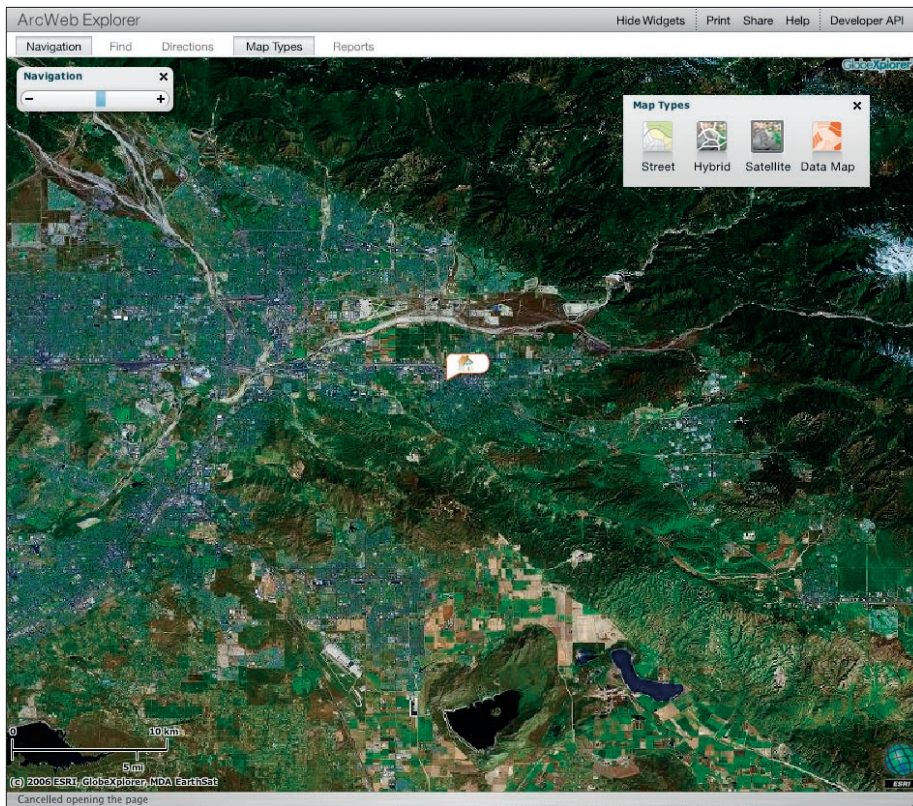 ArcWeb Explorer
Hide Widgets Print Share Help Developer API
Navigation Find Directions Map Types Reports
GlobeXplorer
Navigation
− +
Map Types
Street Hybrid Satellite Data Map
0 10 km
5 mi
(c) 2006 ESRI, GlobeXplorer, MDA EarthSat
ESRI
Cancelled opening the page